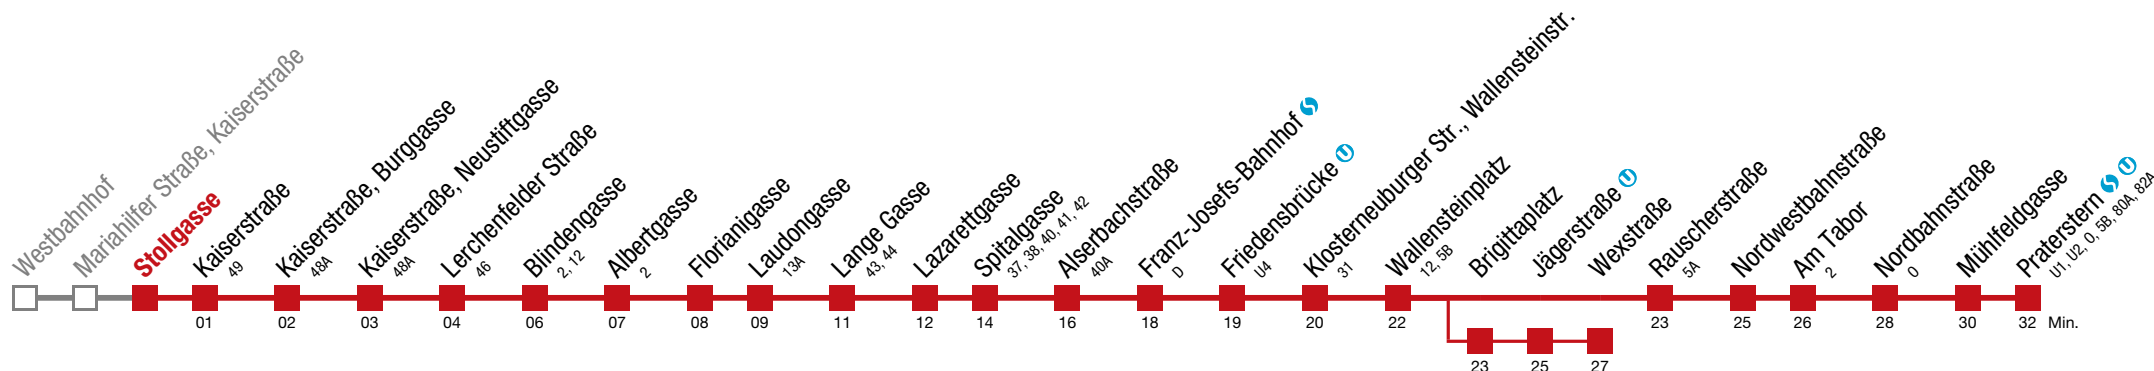 Westbahnhof
Mariahilfer Straße, Kaiserstraße
Stollgasse
Kaiserstraße
49
Kaiserstraße, Burggasse
48A
Kaiserstraße, Neustiftgasse
48A
Lerchenfelder Straße
46
Blindengasse
2, 12
Albertgasse
2
Florianigasse
Laudongasse
13A
Lange Gasse
43, 44
Lazarettgasse
Spitalgasse
37, 38, 40, 41, 42
Alserbachstraße
40A
Franz-Josefs-Bahnhof
D
Friedensbrücke U
U4
Klosterneuburger Str., Wallensteinstr.
31
Wallensteinplatz
12, 5B
Brigittaplatz
Jägerstraße U
Wexstraße
Rauscherstraße
5A
Nordwestbahnstraße
Am Tabor
2
Nordbahnstraße
O
Mühlfeldgasse
Praterstern S U
U1, U2, O, 5B, 80A, 82A
01 02 03 04 06 07 08 09 11 12 14 16 18 19 20 22 23 25 26 28 30 32 Min.
23 25 27